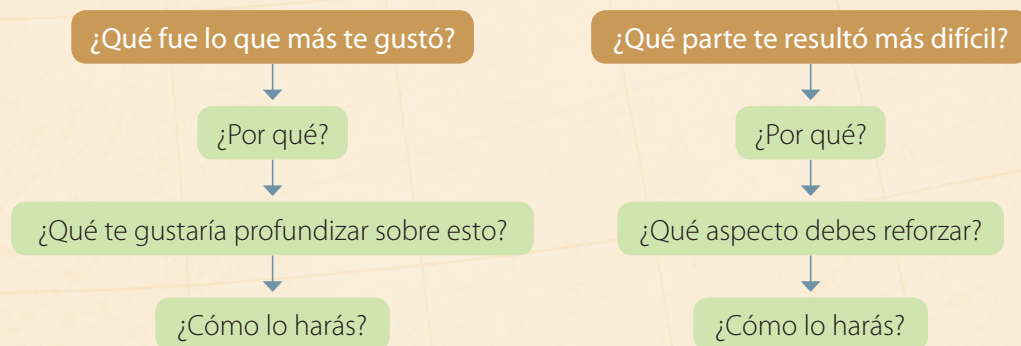 ¿Qué fue lo que más te gustó?
¿Por qué?
¿Qué te gustaría profundizar sobre esto?
¿Cómo lo harás?
¿Qué parte te resultó más difícil?
¿Por qué?
¿Qué aspecto debes reforzar?
¿Cómo lo harás?